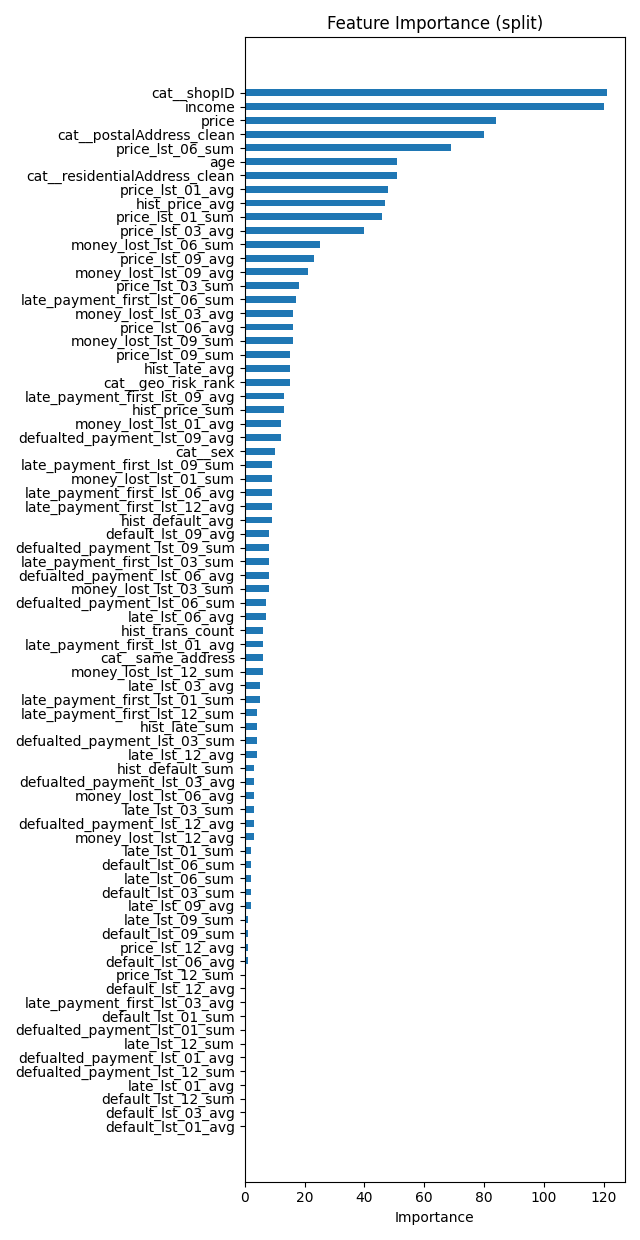 Feature Importance (split)
cat__shopID
income
price
cat__postalAddress_clean
price_lst_06_sum
age
cat__residentialAddress_clean
price_lst_01_avg
hist_price_avg
price_lst_01_sum
price_lst_03_avg
money_lost_lst_06_sum
price_lst_09_avg
money_lost_lst_09_avg
price_lst_03_sum
late_payment_first_lst_06_sum
money_lost_lst_03_avg
price_lst_06_avg
money_lost_lst_09_sum
price_lst_09_sum
hist_late_avg
cat__geo_risk_rank
late_payment_first_lst_09_avg
hist_price_sum
money_lost_lst_01_avg
defualted_payment_lst_09_avg
cat__sex
late_payment_first_lst_09_sum
money_lost_lst_01_sum
late_payment_first_lst_06_avg
late_payment_first_lst_12_avg
hist_default_avg
default_lst_09_avg
defualted_payment_lst_09_sum
late_payment_first_lst_03_sum
defualted_payment_lst_06_avg
money_lost_lst_03_sum
defualted_payment_lst_06_sum
late_lst_06_avg
hist_trans_count
late_payment_first_lst_01_avg
cat__same_address
money_lost_lst_12_sum
late_lst_03_avg
late_payment_first_lst_01_sum
late_payment_first_lst_12_sum
hist_late_sum
defualted_payment_lst_03_sum
late_lst_12_avg
hist_default_sum
defualted_payment_lst_03_avg
money_lost_lst_06_avg
late_lst_03_sum
defualted_payment_lst_12_avg
money_lost_lst_12_avg
late_lst_01_sum
default_lst_06_sum
late_lst_06_sum
default_lst_03_sum
late_lst_09_avg
late_lst_09_sum
default_lst_09_sum
price_lst_12_avg
default_lst_06_avg
price_lst_12_sum
default_lst_12_avg
late_payment_first_lst_03_avg
default_lst_01_sum
defualted_payment_lst_01_sum
late_lst_12_sum
defualted_payment_lst_01_avg
defualted_payment_lst_12_sum
late_lst_01_avg
default_lst_12_sum
default_lst_03_avg
default_lst_01_avg
0 20 40 60 80 100 120
Importance